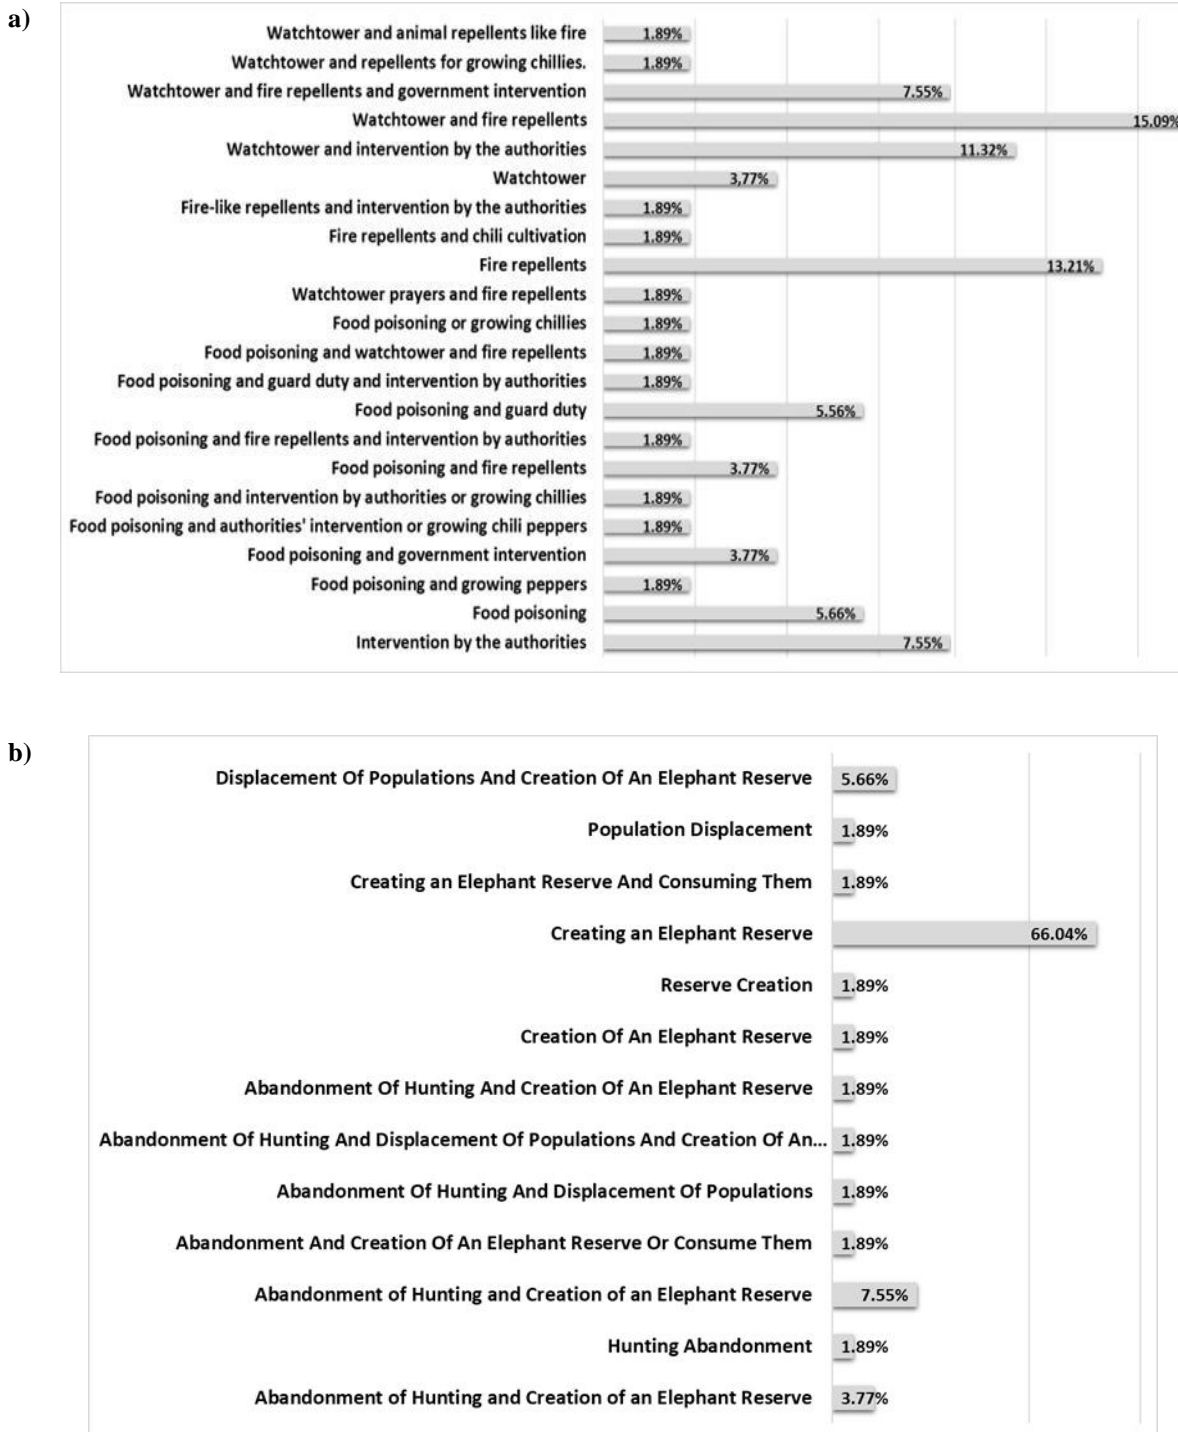 a)
Watchtower and animal repellents like fire 1.89%
Watchtower and repellents for growing chillies. 1.89%
Watchtower and fire repellents and government intervention 7.55%
Watchtower and fire repellents 15.09%
Watchtower and intervention by the authorities 11.32%
Watchtower 3,77%
Fire-like repellents and intervention by the authorities 1.89%
Fire repellents and chili cultivation 1.89%
Fire repellents 13.21%
Watchtower prayers and fire repellents 1.89%
Food poisoning or growing chillies 1.89%
Food poisoning and watchtower and fire repellents 1.89%
Food poisoning and guard duty and intervention by authorities 1.89%
Food poisoning and guard duty 5.56%
Food poisoning and fire repellents and intervention by authorities 1.89%
Food poisoning and fire repellents 3.77%
Food poisoning and intervention by authorities or growing chillies 1.89%
Food poisoning and authorities' intervention or growing chili peppers 1.89%
Food poisoning and government intervention 3.77%
Food poisoning and growing peppers 1.89%
Food poisoning 5.66%
Intervention by the authorities 7.55%
b)
Displacement Of Populations And Creation Of An Elephant Reserve 5.66%
Population Displacement 1.89%
Creating an Elephant Reserve And Consuming Them 1.89%
Creating an Elephant Reserve 66.04%
Reserve Creation 1.89%
Creation Of An Elephant Reserve 1.89%
Abandonment Of Hunting And Creation Of An Elephant Reserve 1.89%
Abandonment Of Hunting And Displacement Of Populations And Creation Of An... 1.89%
Abandonment Of Hunting And Displacement Of Populations 1.89%
Abandonment And Creation Of An Elephant Reserve Or Consume Them 1.89%
Abandonment of Hunting and Creation of an Elephant Reserve 7.55%
Hunting Abandonment 1.89%
Abandonment of Hunting and Creation of an Elephant Reserve 3.77%